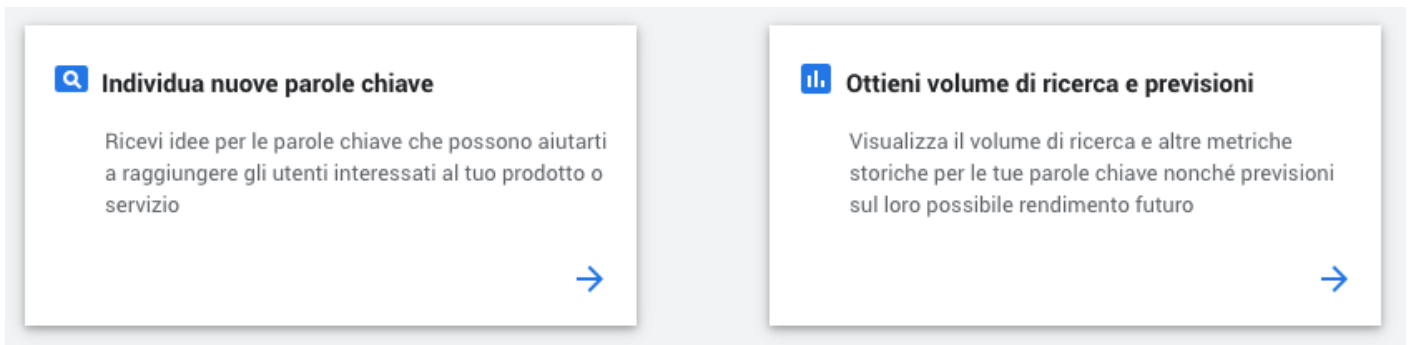 Individua nuove parole chiave
Ricevi idee per le parole chiave che possono aiutarti
a raggiungere gli utenti interessati al tuo prodotto o
servizio
Ottieni volume di ricerca e previsioni
Visualizza il volume di ricerca e altre metriche
storiche per le tue parole chiave nonché previsioni
sul loro possibile rendimento futuro